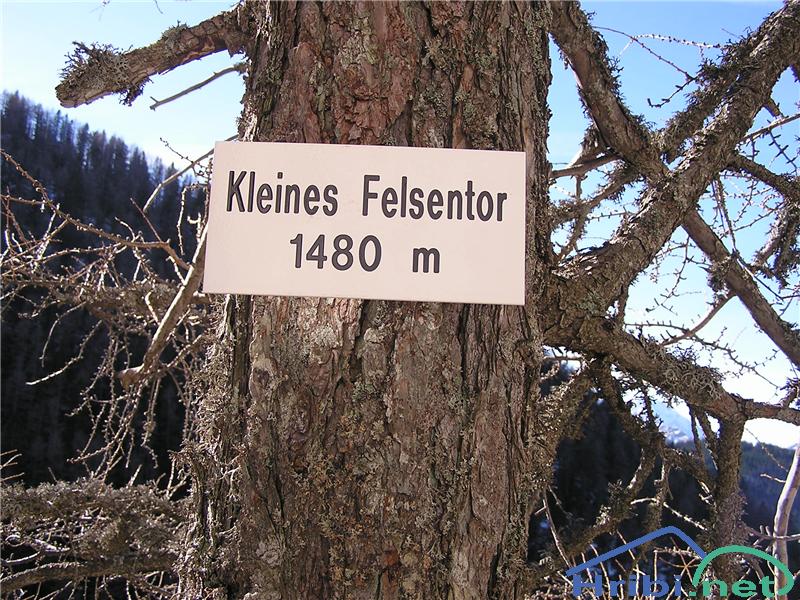 Kleines Felsentor
1480 m
Hribi.net